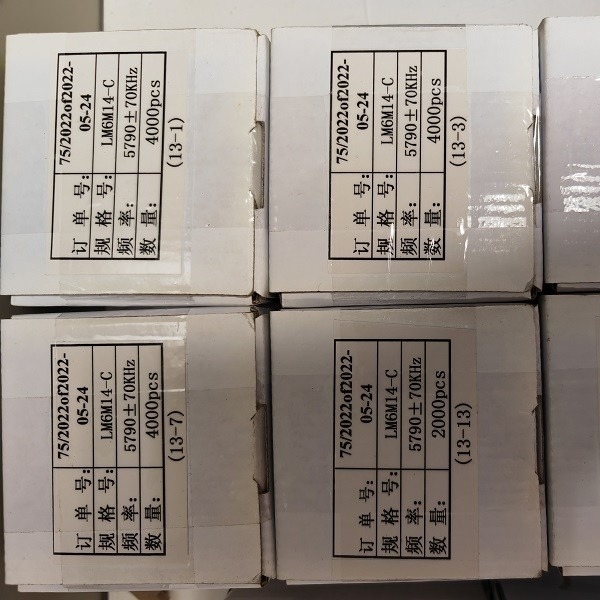 订 单 号: 75/2022of2022-
05-24
规 格 号: LM6M14-C
频 率: 5790±70KHz
数 量: 4000pcs
(13-1)
订 单 号: 75/2022of2022-
05-24
规 格 号: LM6M14-C
频 率: 5790±70KHz
数 量: 4000pcs
(13-3)
订 单 号: 75/2022of2022-
05-24
规 格 号: LM6M14-C
频 率: 5790±70KHz
数 量: 4000pcs
(13-7)
订 单 号: 75/2022of2022-
05-24
规 格 号: LM6M14-C
频 率: 5790±70KHz
数 量: 2000pcs
(13-13)